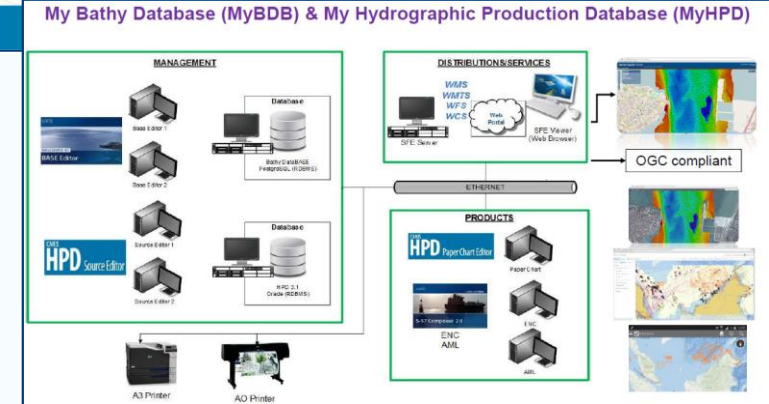 My Bathy Database (MyBDB) & My Hydrographic Production Database (MyHPD)
MANAGEMENT
BASE Editor
Base Editor 1
Base Editor 2
Database
Bathy DataBASE
PostgreSQL (RDBMS)
CARIS
HPD Source Editor
Source Editor 1
Source Editor 2
Database
HPD 3.1
Oracle (RDBMS)
A3 Printer
AO Printer
DISTRIBUTIONS/SERVICES
WMS
WMTS
WFS
WCS
Web
Portal
SFE Server
SFE Viewer
(Web Browser)
OGC compliant
ETHERNET
PRODUCTS
CARIS
HPD Paper Chart Editor
Paper Chart
S-57 Composer 2.6
ENC
AML
ENC
AML